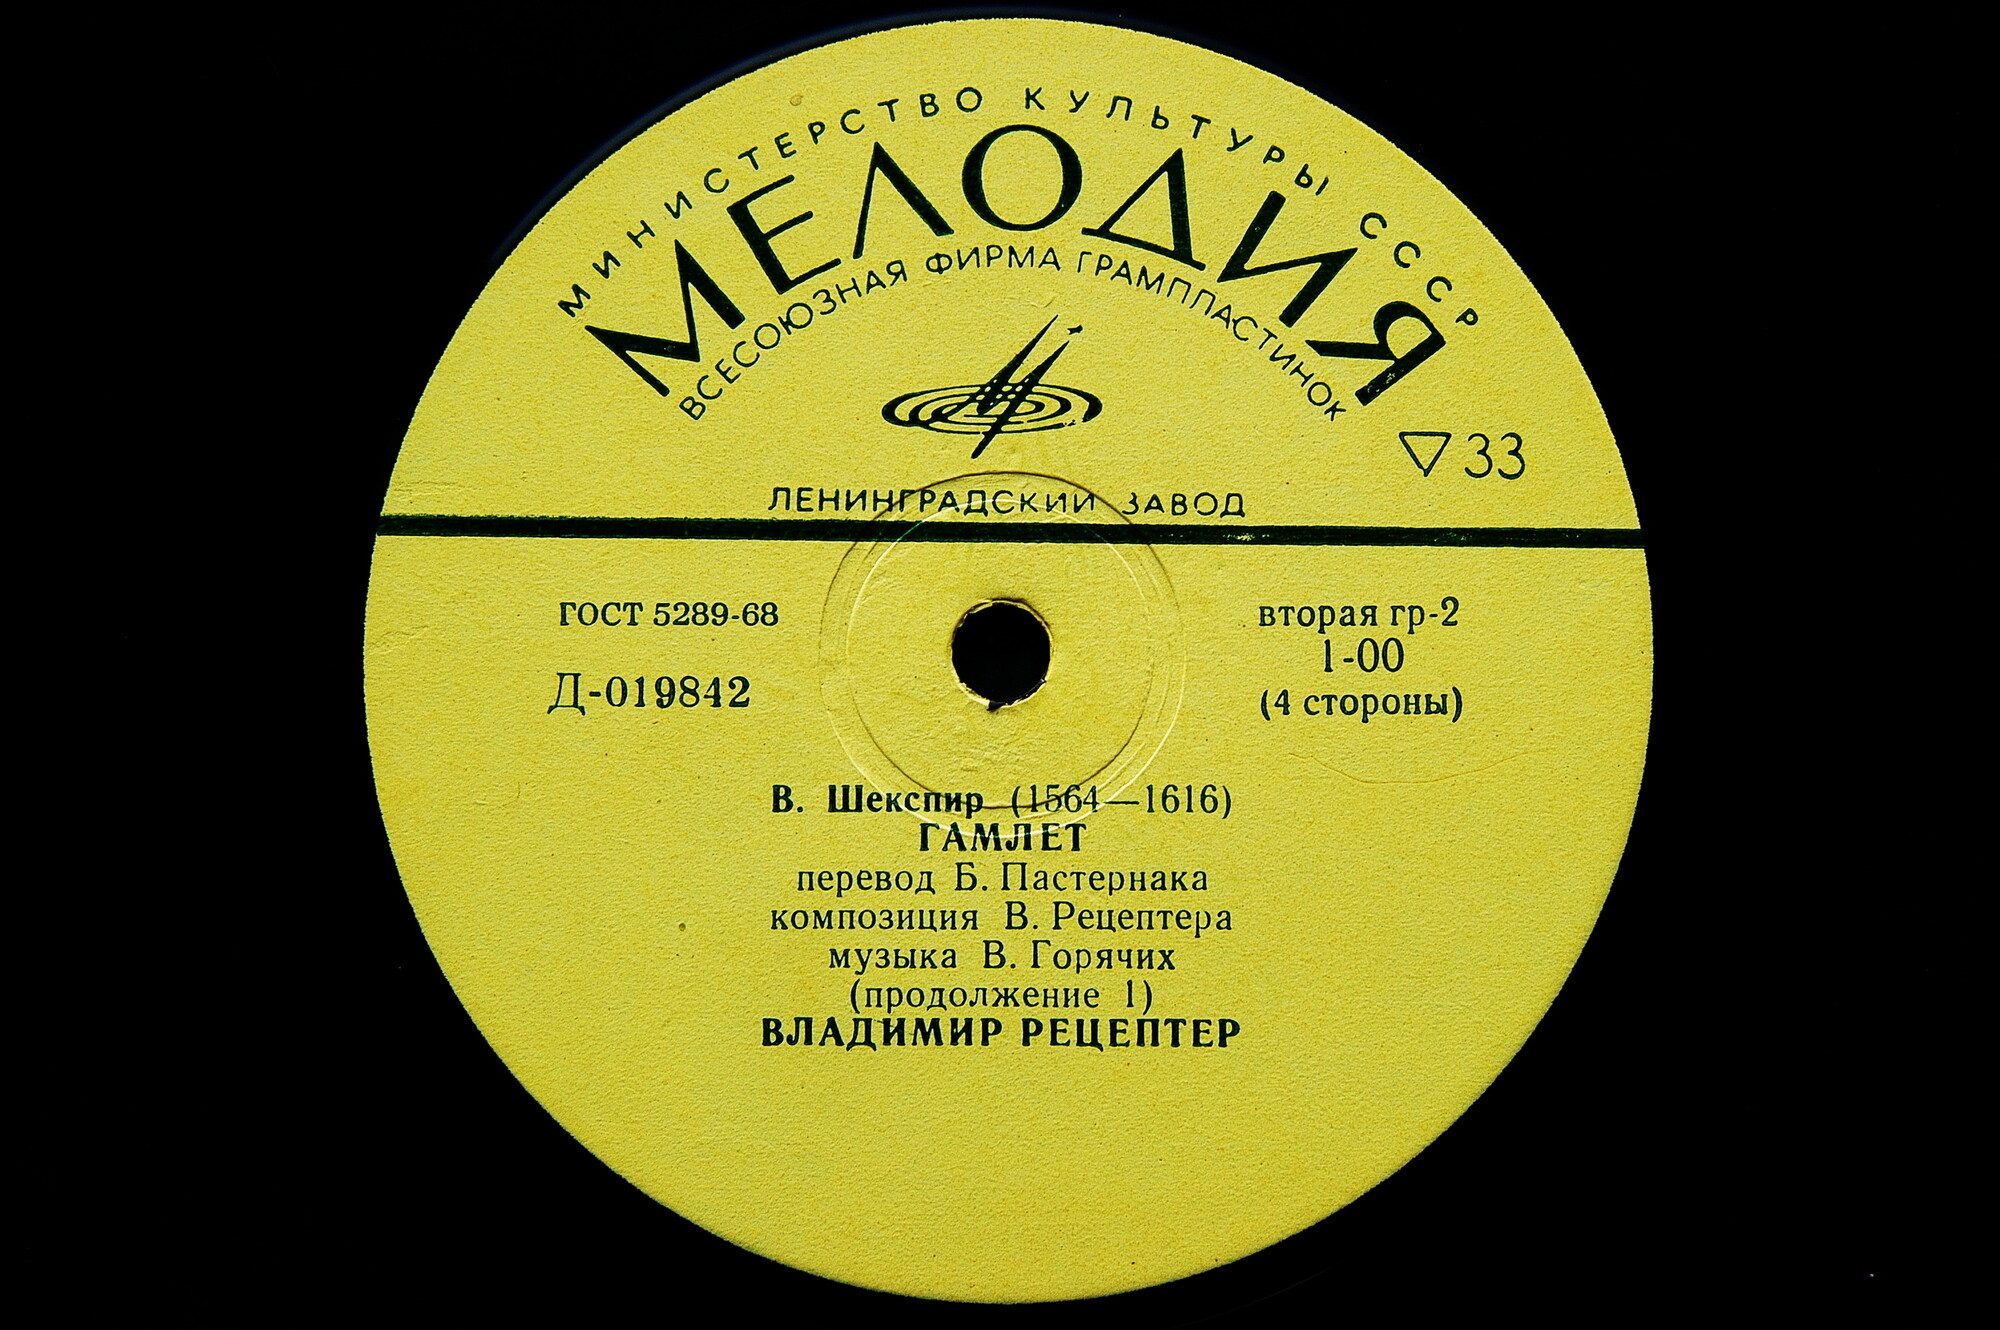 МИНИСТЕРСТВО КУЛЬТУРЫ СССР
МЕЛОДИЯ
ВСЕСОЮЗНАЯ ФИРМА ГРАМПЛАСТИНОК
▽33
ЛЕНИНГРАДСКИЙ ЗАВОД
ГОСТ 5289-68
вторая гр-2
1-00
Д-019842
(4 стороны)
В. Шекспир (1564—1616)
ГАМЛЕТ
перевод Б. Пастернака
композиция В. Рецептера
музыка В. Горячих
(продолжение 1)
ВЛАДИМИР РЕЦЕПТЕР